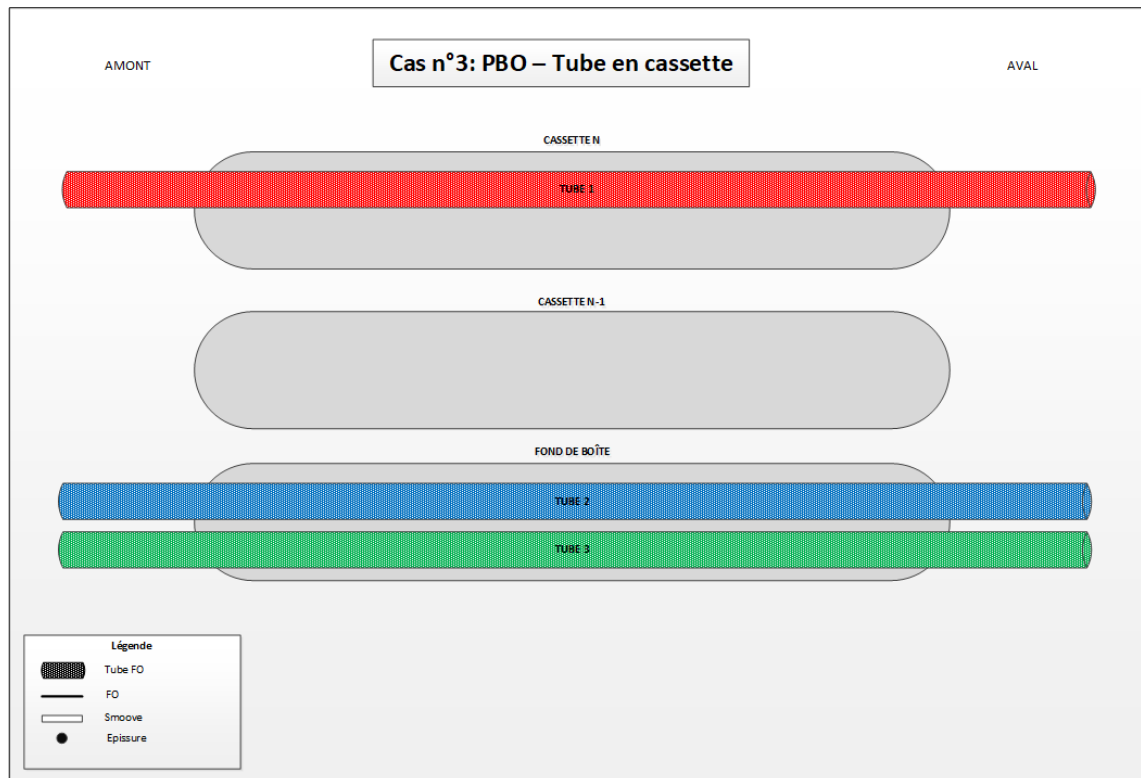 AMONT
Cas n°3: PBO – Tube en cassette
AVAL
CASSETTE N
TUBE 1
CASSETTE N-1
FOND DE BOÎTE
TUBE 2
TUBE 3
Légende
Tube FO
FO
Smoove
Epissure